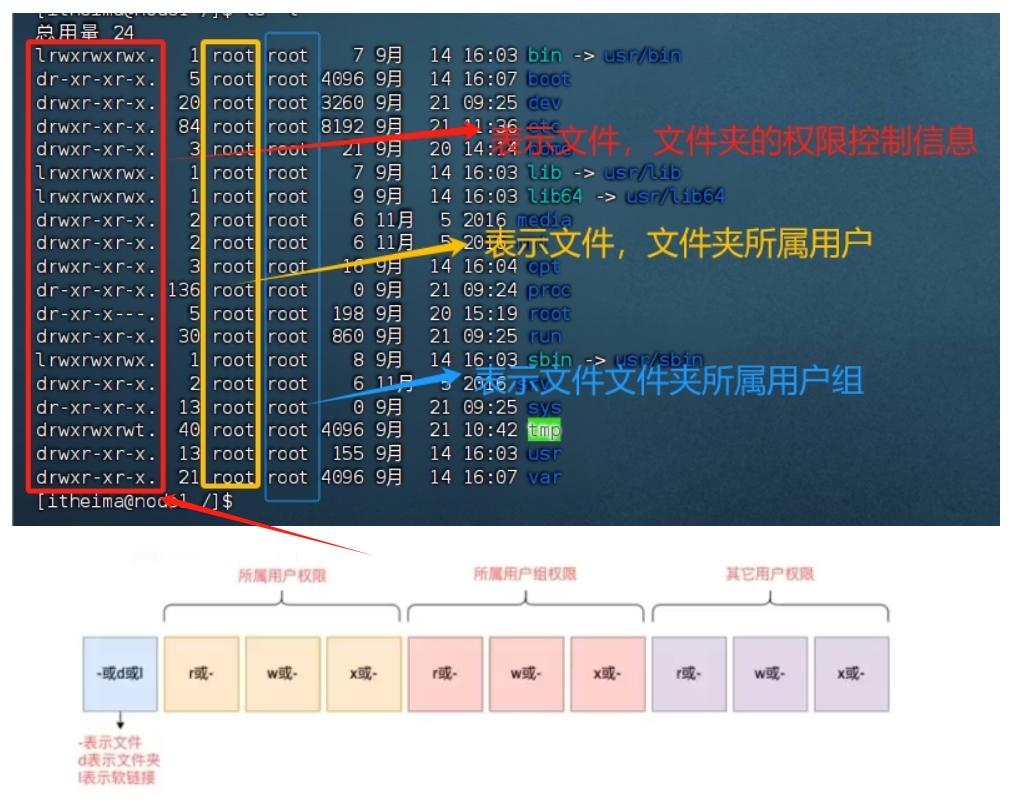 总用量 24
lrwxrwxrwx. 1 root root 7 9月 14 16:03 bin -> usr/bin
dr-xr-xr-x. 5 root root 4096 9月 14 16:07 boot
drwxr-xr-x. 20 root root 3260 9月 21 09:25 dev
drwxr-xr-x. 84 root root 8192 9月 21 11:36 etc
表示文件，文件夹的权限控制信息
drwxr-xr-x. 3 root root 21 9月 20 14:14 home
lrwxrwxrwx. 1 root root 7 9月 14 16:03 lib -> usr/lib
lrwxrwxrwx. 1 root root 9 9月 14 16:03 lib64 -> usr/lib64
drwxr-xr-x. 2 root root 6 11月 5 2016 media
drwxr-xr-x. 2 root root 6 11月 5 2016
表示文件，文件夹所属用户
drwxr-xr-x. 3 root root 16 9月 14 16:04 opt
dr-xr-xr-x. 136 root root 0 9月 21 09:24 proc
dr-xr-x---. 5 root root 198 9月 20 15:19 root
drwxr-xr-x. 30 root root 860 9月 21 09:25 run
lrwxrwxrwx. 1 root root 8 9月 14 16:03 sbin -> usr/sbin
drwxr-xr-x. 2 root root 6 11月 5 2016 srv
表示文件文件夹所属用户组
dr-xr-xr-x. 13 root root 0 9月 21 09:25 sys
drwxrwxrwt. 40 root root 4096 9月 21 10:42 tmp
drwxr-xr-x. 13 root root 155 9月 14 16:03 usr
drwxr-xr-x. 21 root root 4096 9月 14 16:07 var
[itheima@node1 /]$
所属用户权限 所属用户组权限 其它用户权限
-或d或l r或- w或- x或- r或- w或- x或- r或- w或- x或-
-表示文件
d表示文件夹
l表示软链接